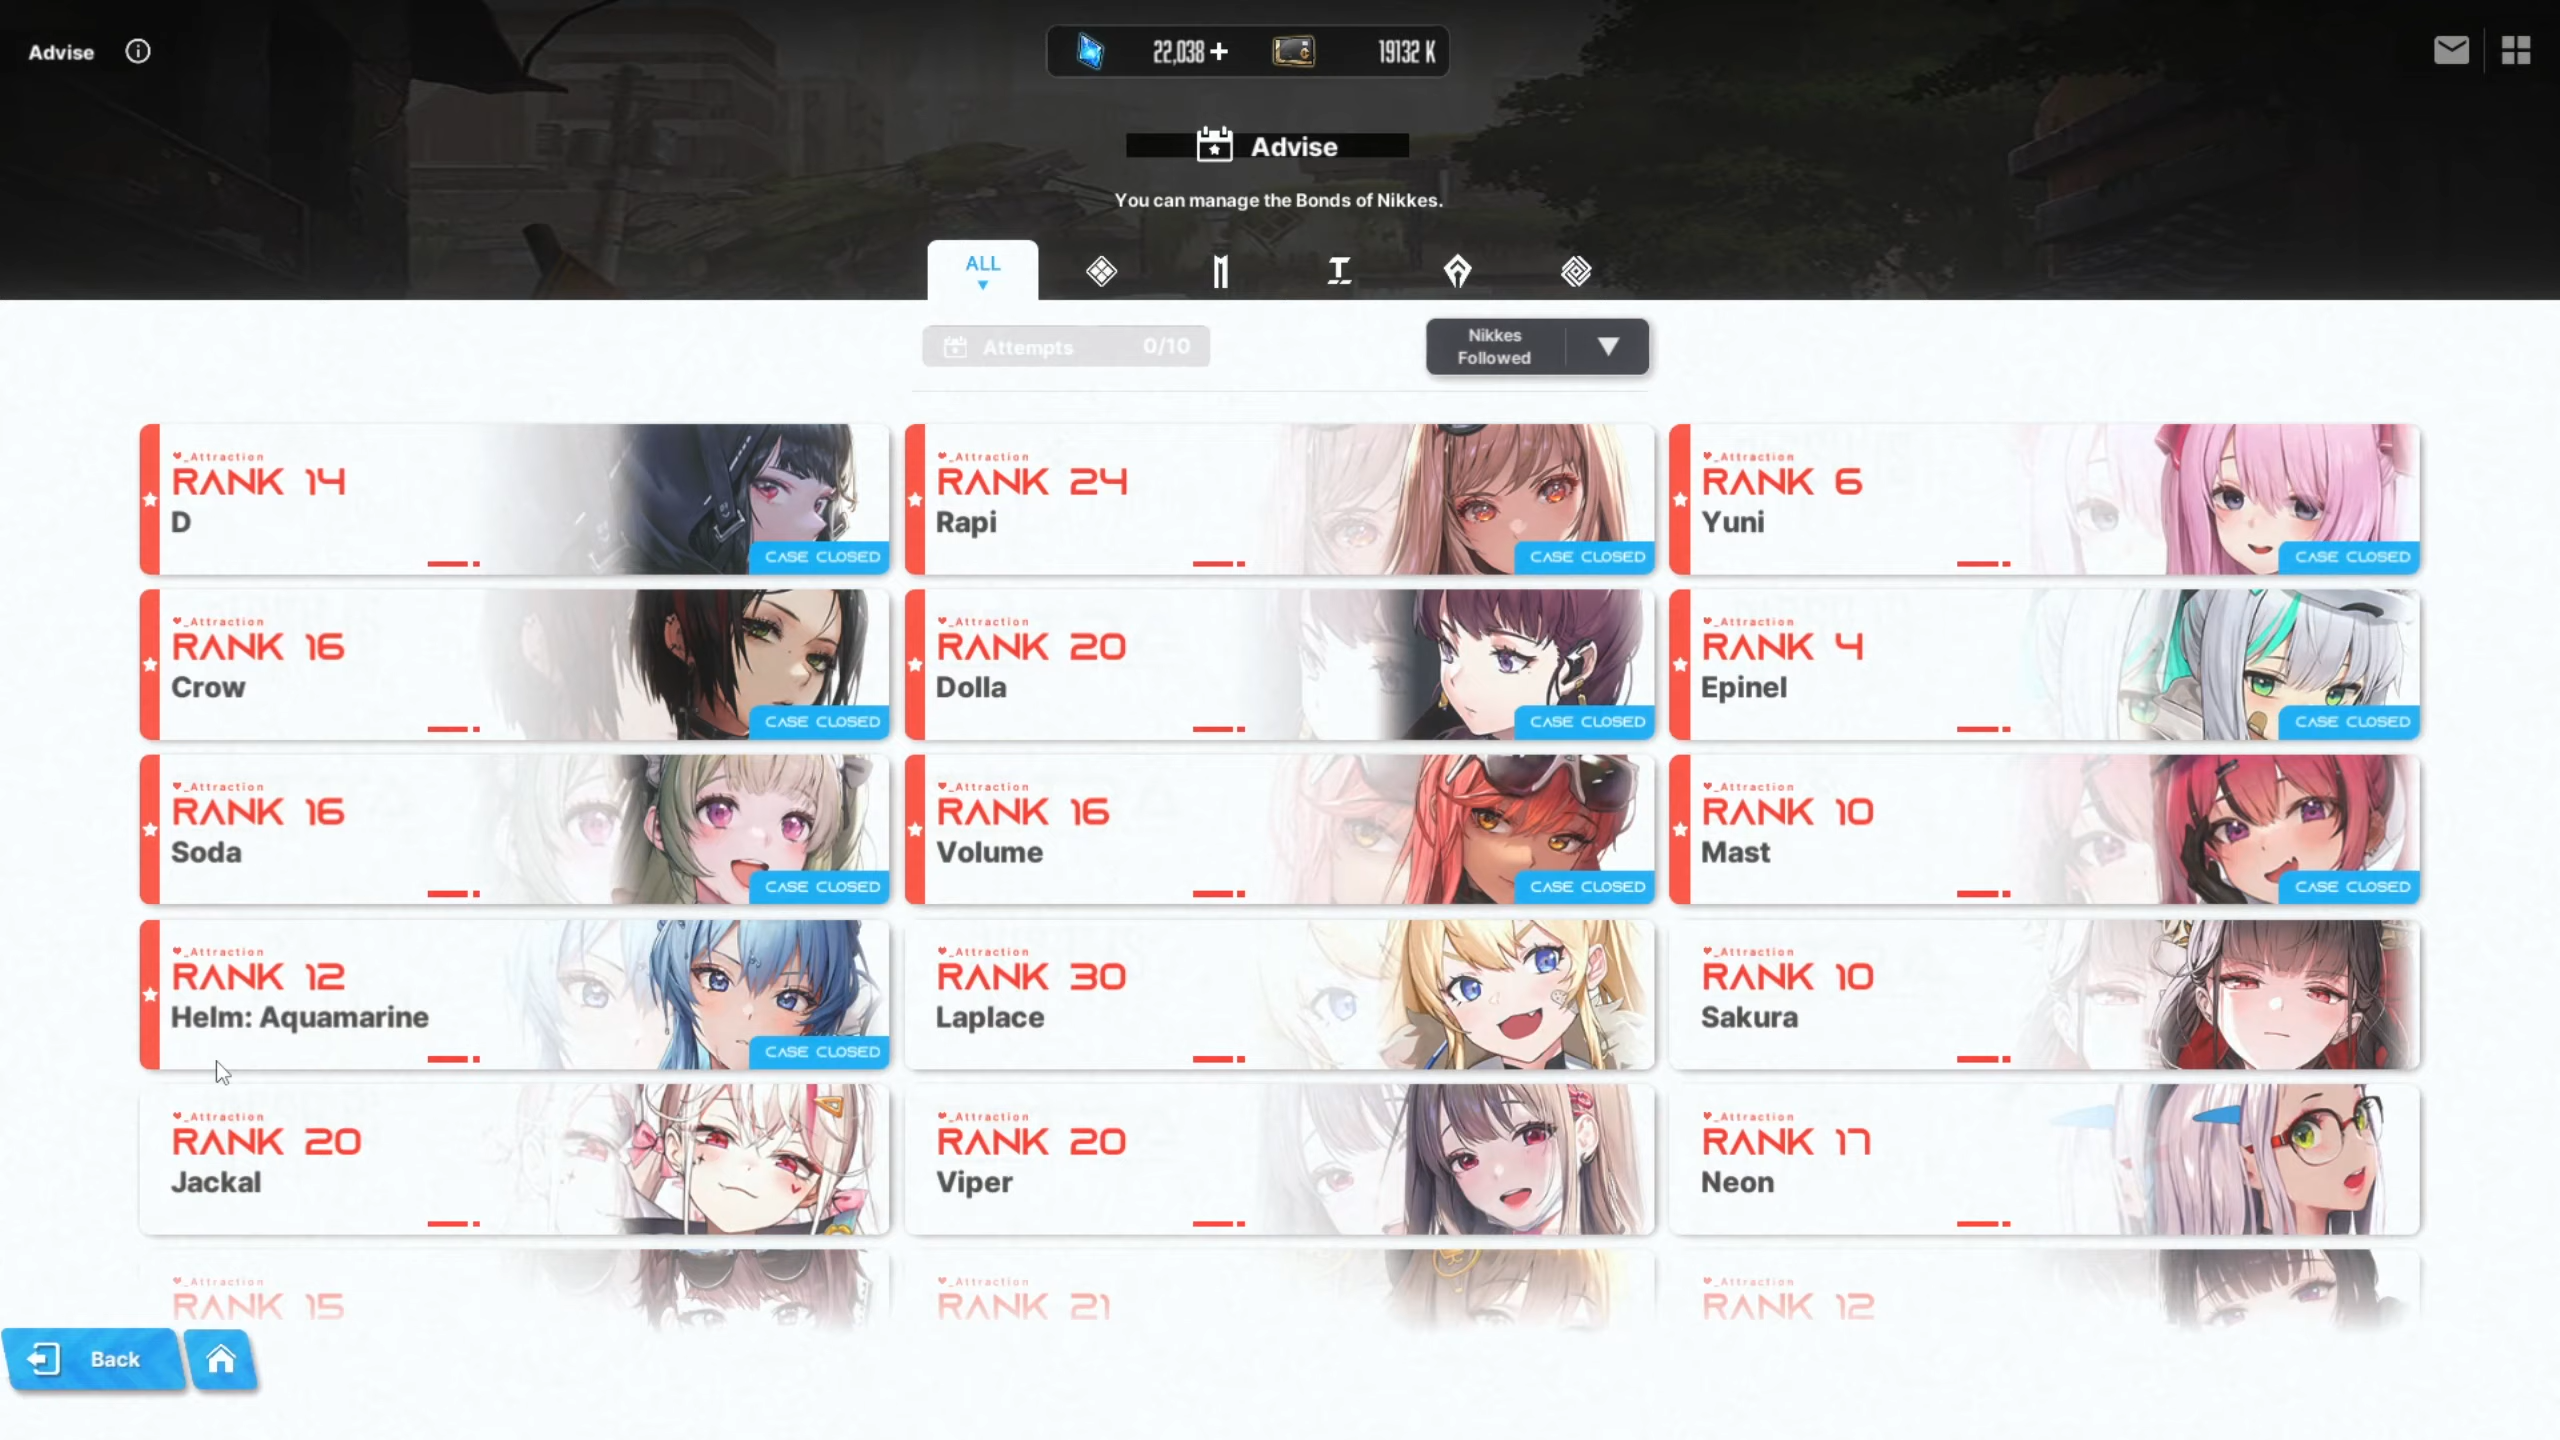 Advise
22,038
19132 K
Advise
You can manage the Bonds of Nikkes.
ALL
Attempts 0/10
Nikkes
Followed
Attraction
RANK 14
D
CASE CLOSED
Attraction
RANK 24
Rapi
CASE CLOSED
Attraction
RANK 6
Yuni
CASE CLOSED
Attraction
RANK 16
Crow
CASE CLOSED
Attraction
RANK 20
Dolla
CASE CLOSED
Attraction
RANK 4
Epinel
CASE CLOSED
Attraction
RANK 16
Soda
CASE CLOSED
Attraction
RANK 16
Volume
CASE CLOSED
Attraction
RANK 10
Mast
CASE CLOSED
Attraction
RANK 12
Helm: Aquamarine
CASE CLOSED
Attraction
RANK 30
Laplace
Attraction
RANK 10
Sakura
Attraction
RANK 20
Jackal
Attraction
RANK 20
Viper
Attraction
RANK 17
Neon
Attraction
RANK 15
Attraction
RANK 21
Attraction
RANK 12
Back